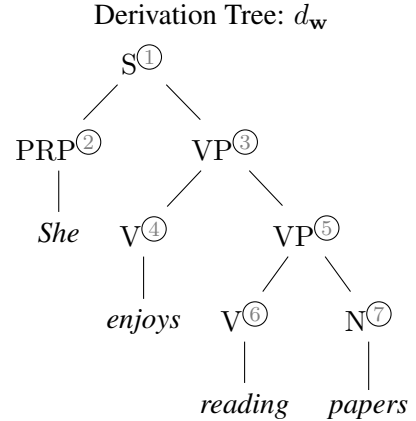 Derivation Tree: d_w
S①
PRP② VP③
She V④ VP⑤
enjoys V⑥ N⑦
reading papers